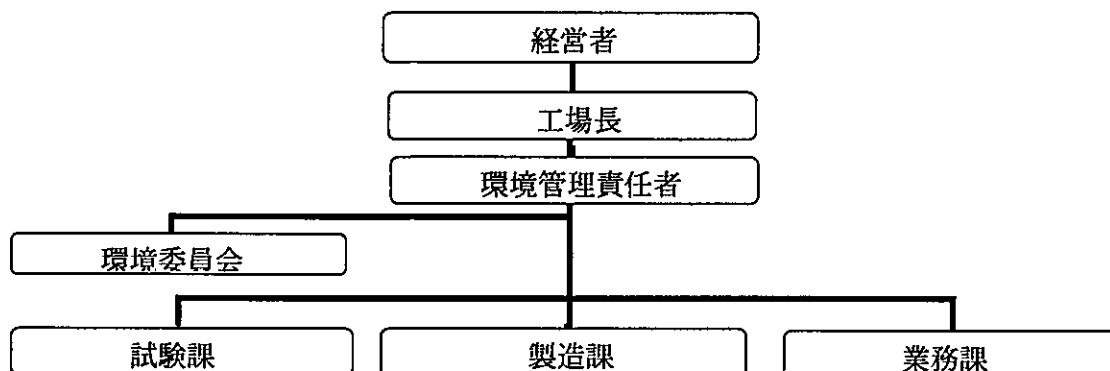 経営者
工場長
環境管理責任者
環境委員会
試験課
製造課
業務課